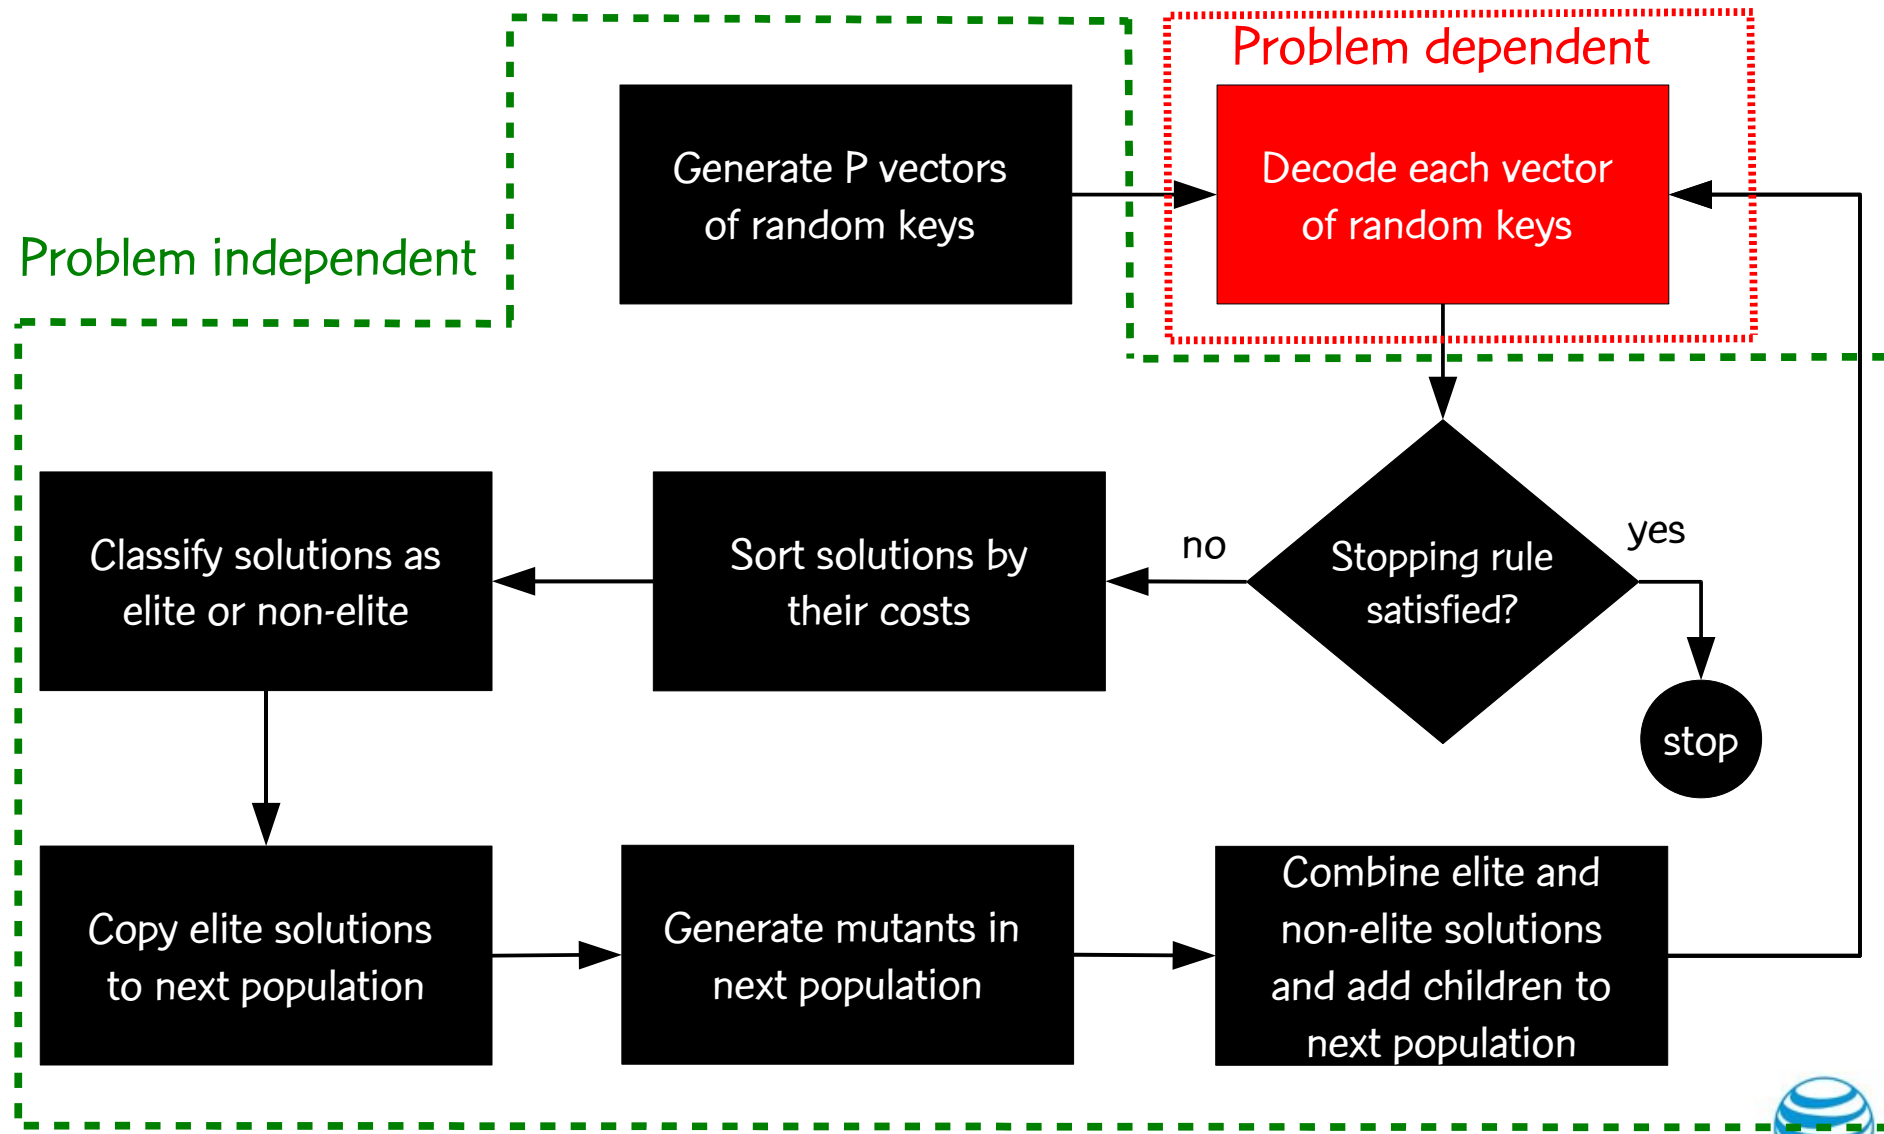 Problem dependent
Generate P vectors
of random keys
Decode each vector
of random keys
Problem independent
Classify solutions as
elite or non-elite
Sort solutions by
their costs
no
Stopping rule
satisfied?
yes
stop
Copy elite solutions
to next population
Generate mutants in
next population
Combine elite and
non-elite solutions
and add children to
next population